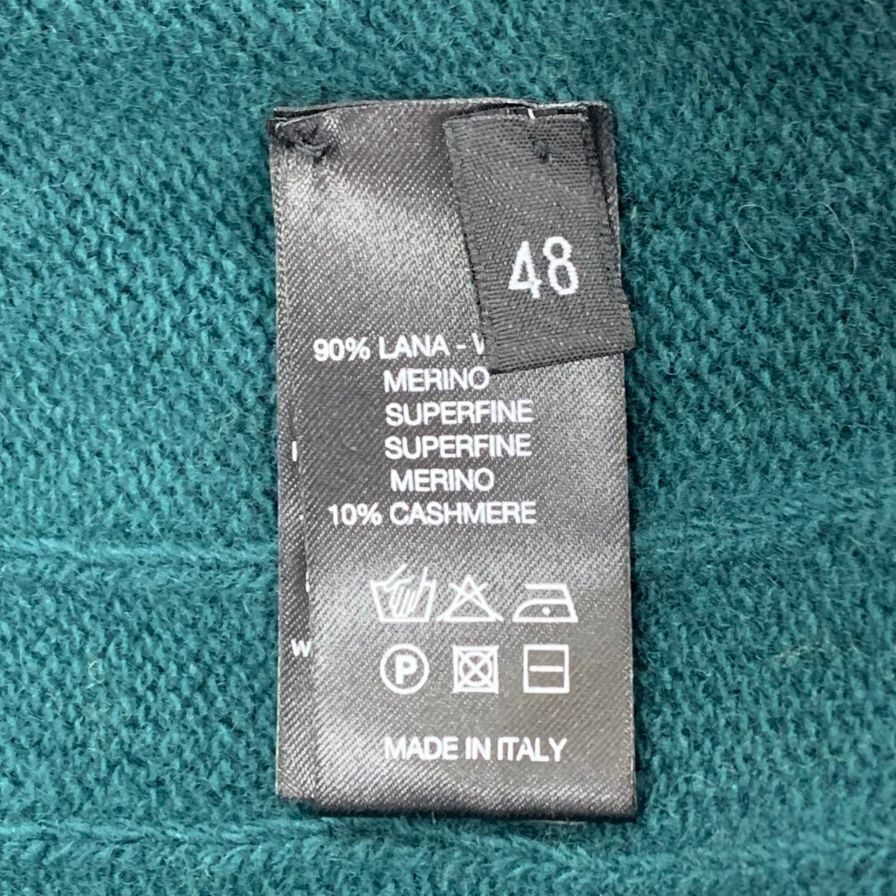 48
90% LANA - W
MERINO
SUPERFINE
SUPERFINE
MERINO
10% CASHMERE
P
MADE IN ITALY
W